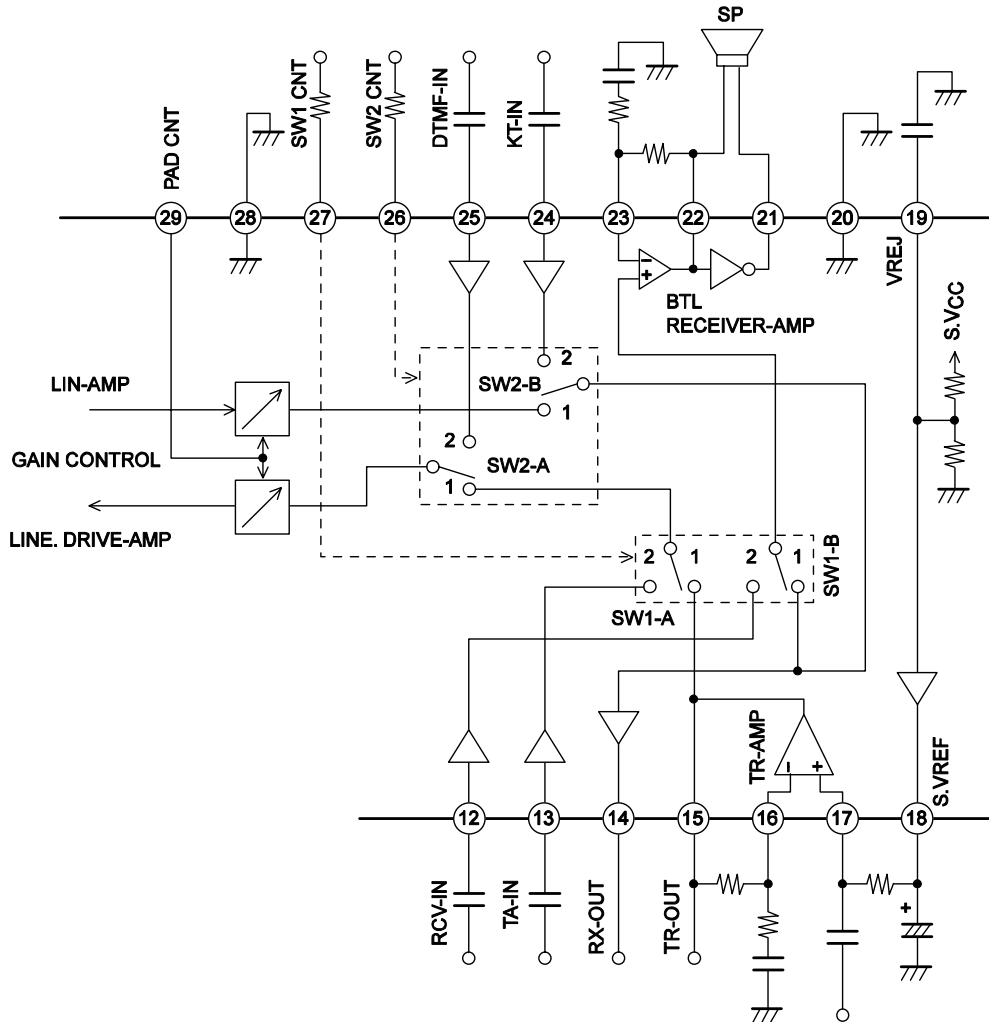 SP
PAD CNT
SW1 CNT
SW2 CNT
DTMF-IN
KT-IN
29
28
27
26
25
24
23
22
21
20
19
VREJ
−
+
BTL
RECEIVER-AMP
S.VCC
LIN-AMP
2
SW2-B
1
GAIN CONTROL
2
SW2-A
1
LINE. DRIVE-AMP
2
1
2
1
SW1-B
SW1-A
TR-AMP
−
+
S.VREF
12
13
14
15
16
17
18
RCV-IN
TA-IN
RX-OUT
TR-OUT
+